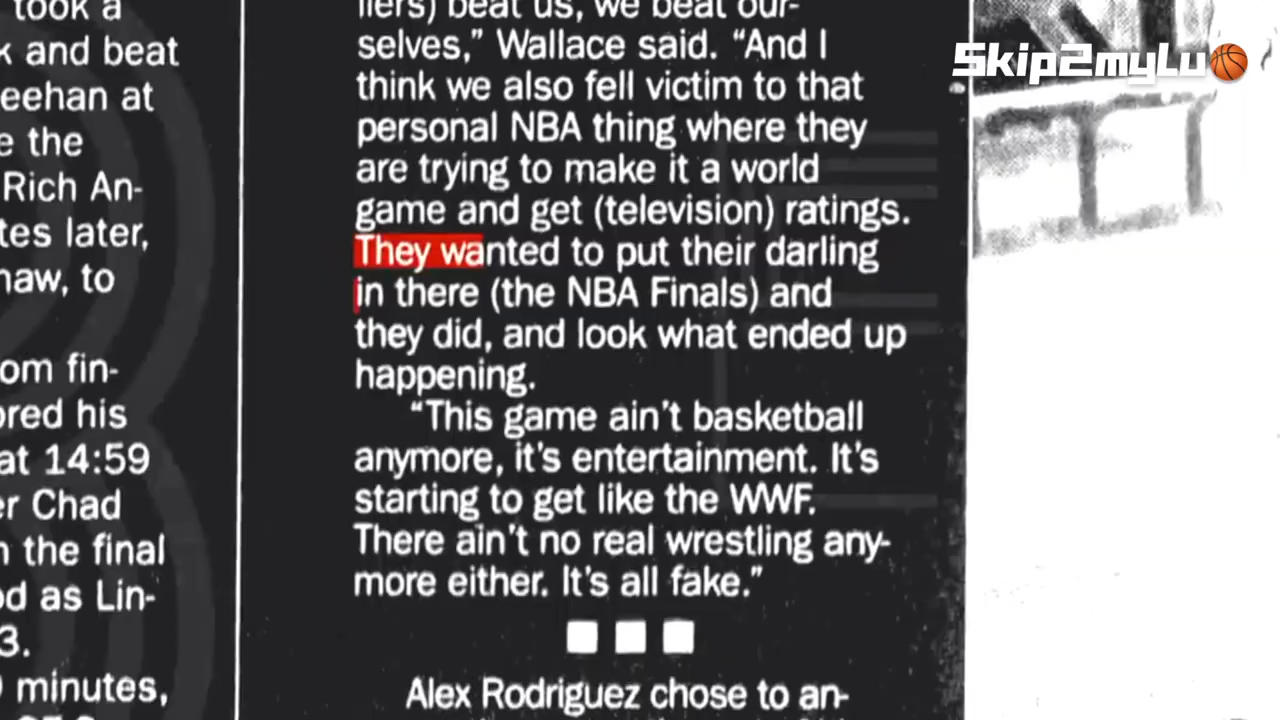 took a
k and beat
eehan at
e the
Rich An-
tes later,
naw, to
om fin-
ored his
at 14:59
er Chad
n the final
od as Lin-
3.
minutes,
beat us, we beat our-
selves,” Wallace said. “And I
think we also fell victim to that
personal NBA thing where they
are trying to make it a world
game and get (television) ratings.
They wanted to put their darling
in there (the NBA Finals) and
they did, and look what ended up
happening.
“This game ain't basketball
anymore, it's entertainment. It's
starting to get like the WWF.
There ain't no real wrestling any-
more either. It's all fake.”
Alex Rodriguez chose to an-
Skip2myLu